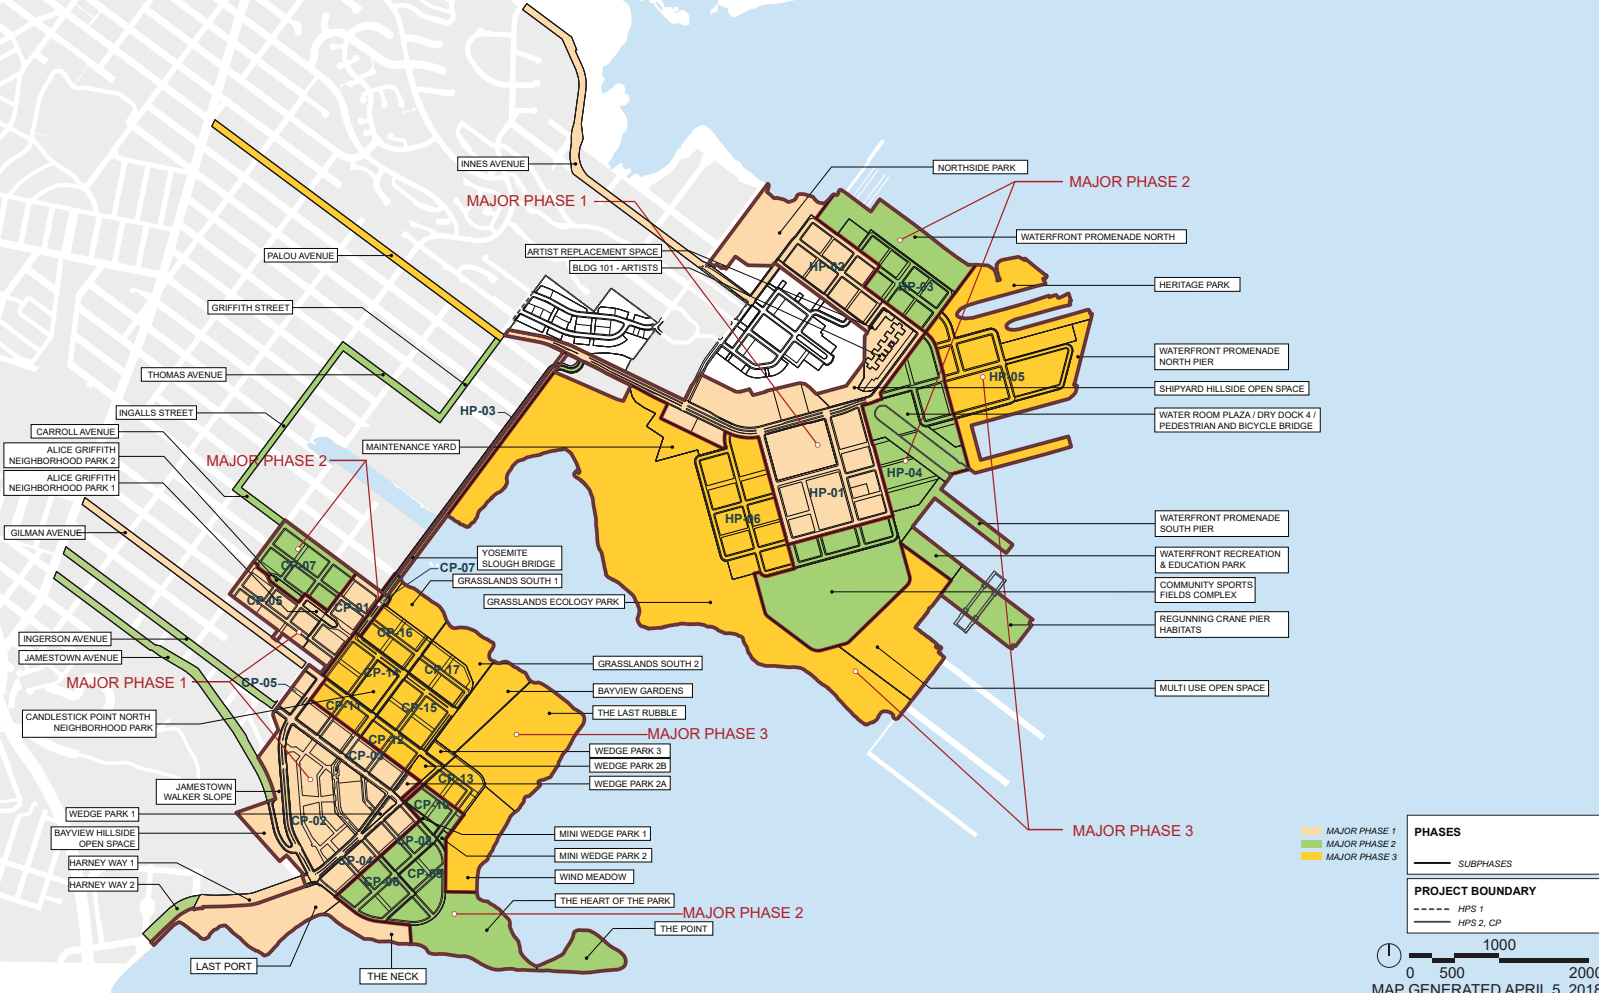 INNES AVENUE
NORTHSIDE PARK
MAJOR PHASE 2
MAJOR PHASE 1
WATERFRONT PROMENADE NORTH
PALOU AVENUE
ARTIST REPLACEMENT SPACE
BLDG 101 - ARTISTS
HP-02
HP-03
HERITAGE PARK
GRIFFITH STREET
WATERFRONT PROMENADE
NORTH PIER
THOMAS AVENUE
HP-05
SHIPYARD HILLSIDE OPEN SPACE
INGALLS STREET
HP-03
WATER ROOM PLAZA / DRY DOCK 4 /
PEDESTRIAN AND BICYCLE BRIDGE
CARROLL AVENUE
MAINTENANCE YARD
ALICE GRIFFITH
NEIGHBORHOOD PARK 2
MAJOR PHASE 2
HP-04
ALICE GRIFFITH
NEIGHBORHOOD PARK 1
HP-01
HP-06
WATERFRONT PROMENADE
SOUTH PIER
GILMAN AVENUE
YOSEMITE
SLOUGH BRIDGE
WATERFRONT RECREATION
& EDUCATION PARK
CP-07
CP-07
GRASSLANDS SOUTH 1
COMMUNITY SPORTS
FIELDS COMPLEX
CP-05
CP-01
GRASSLANDS ECOLOGY PARK
REGUNNING CRANE PIER
HABITATS
CP-16
INGERSON AVENUE
JAMESTOWN AVENUE
GRASSLANDS SOUTH 2
CP-14
CP-17
MAJOR PHASE 1
CP-05
BAYVIEW GARDENS
MULTI USE OPEN SPACE
CP-11
CP-15
THE LAST RUBBLE
CANDLESTICK POINT NORTH
NEIGHBORHOOD PARK
MAJOR PHASE 3
CP-12
WEDGE PARK 3
CP-03
WEDGE PARK 2B
CP-13
WEDGE PARK 2A
JAMESTOWN
WALKER SLOPE
CP-10
WEDGE PARK 1
CP-02
BAYVIEW HILLSIDE
OPEN SPACE
MINI WEDGE PARK 1
CP-08
MAJOR PHASE 3
MINI WEDGE PARK 2
HARNEY WAY 1
CP-04
CP-09
WIND MEADOW
HARNEY WAY 2
CP-06
THE HEART OF THE PARK
MAJOR PHASE 2
THE POINT
LAST PORT
THE NECK
MAJOR PHASE 1
MAJOR PHASE 2
MAJOR PHASE 3
PHASES
SUBPHASES
PROJECT BOUNDARY
HPS 1
HPS 2, CP
1000
0 500 2000
MAP GENERATED APRIL 5, 2018